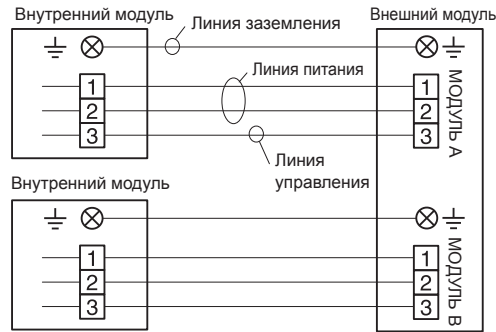 Внутренний модуль
Линия заземления
Внешний модуль
Линия питания
1
2
3
1
2
3
МОДУЛЬ A
Линия
управления
Внутренний модуль
1
2
3
1
2
3
МОДУЛЬ B